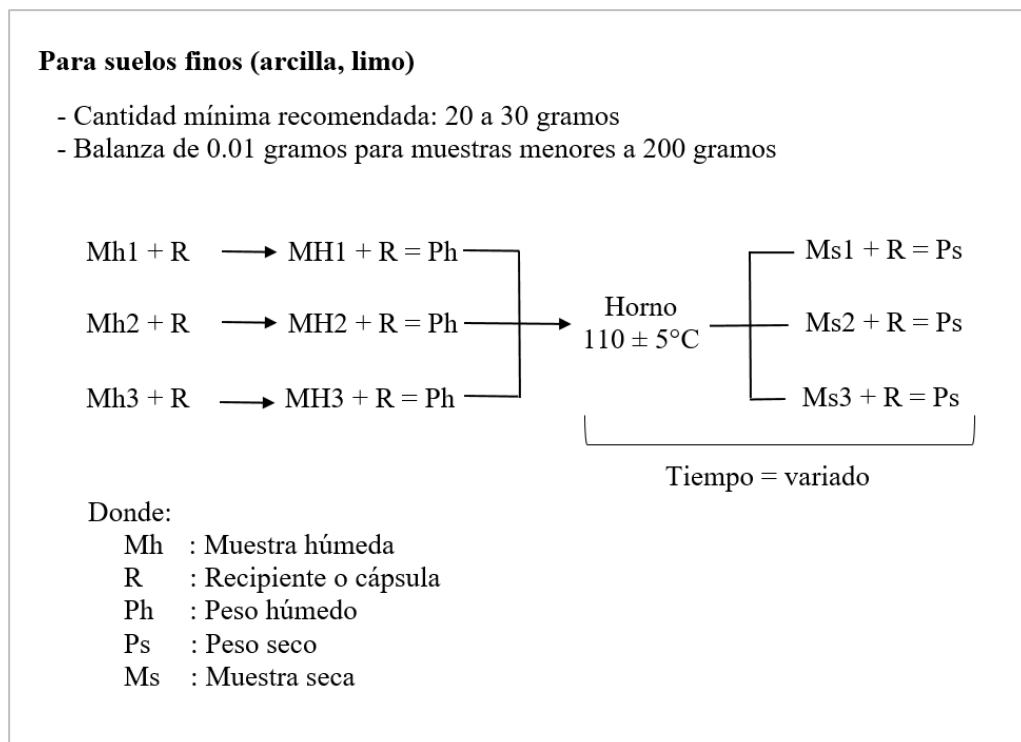 Para suelos finos (arcilla, limo)
- Cantidad mínima recomendada: 20 a 30 gramos
- Balanza de 0.01 gramos para muestras menores a 200 gramos
Mh1 + R → MH1 + R = Ph
Mh2 + R → MH2 + R = Ph
Mh3 + R → MH3 + R = Ph
Horno
110 ± 5°C
Ms1 + R = Ps
Ms2 + R = Ps
Ms3 + R = Ps
Tiempo = variado
Donde:
Mh : Muestra húmeda
R : Recipiente o cápsula
Ph : Peso húmedo
Ps : Peso seco
Ms : Muestra seca